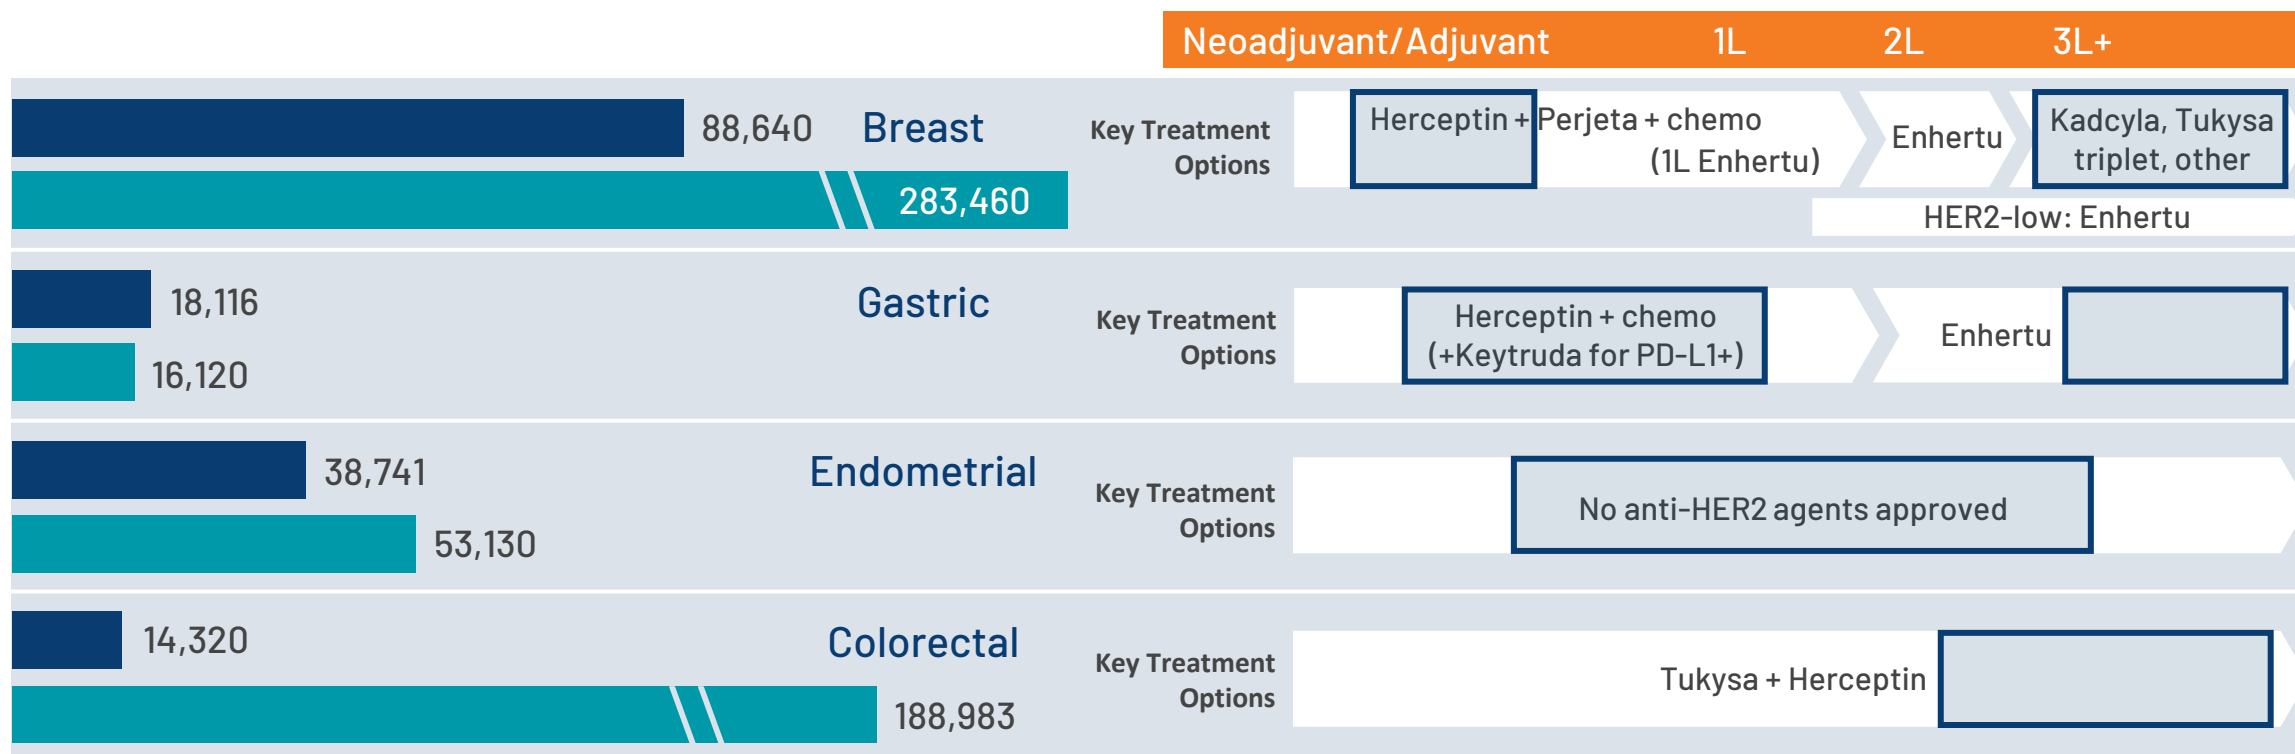 Neoadjuvant/Adjuvant 1L 2L 3L+
88,640
Breast
283,460
Key Treatment
Options
Herceptin + Perjeta + chemo
(1L Enhertu)
Enhertu
Kadcyla, Tukysa
triplet, other
HER2-low: Enhertu
18,116
Gastric
16,120
Key Treatment
Options
Herceptin + chemo
(+Keytruda for PD-L1+)
Enhertu
38,741
Endometrial
53,130
Key Treatment
Options
No anti-HER2 agents approved
14,320
Colorectal
188,983
Key Treatment
Options
Tukysa + Herceptin